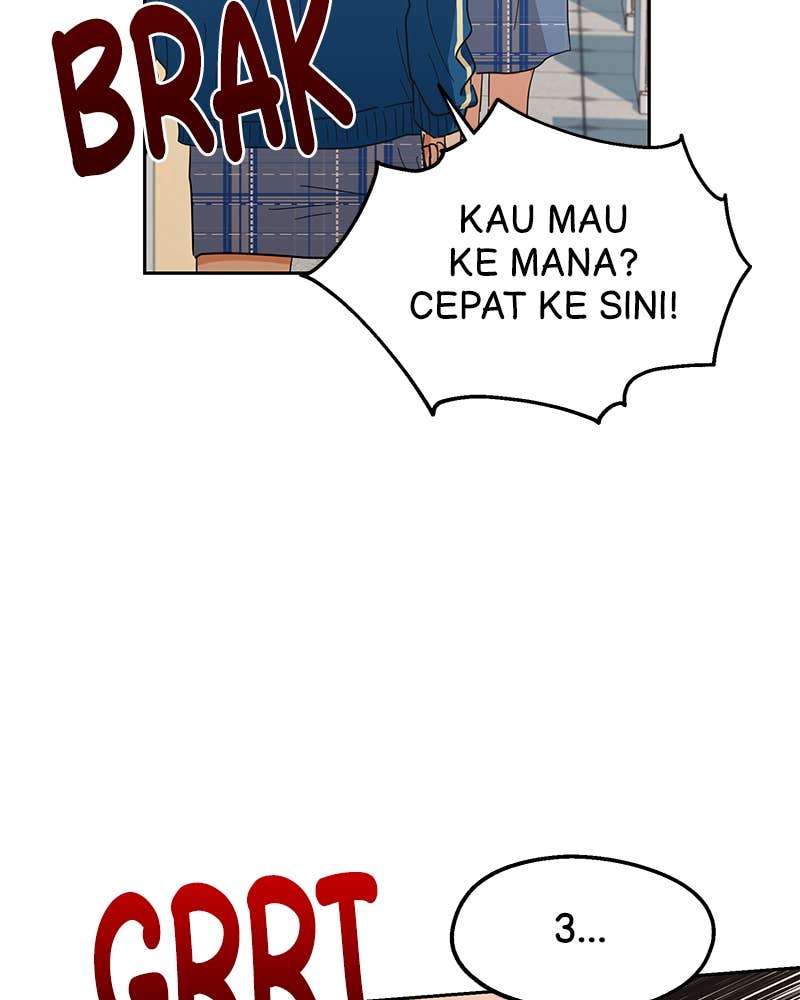 BRAK
KAU MAU
KE MANA?
CEPAT KE SINI!
GRRT
3...